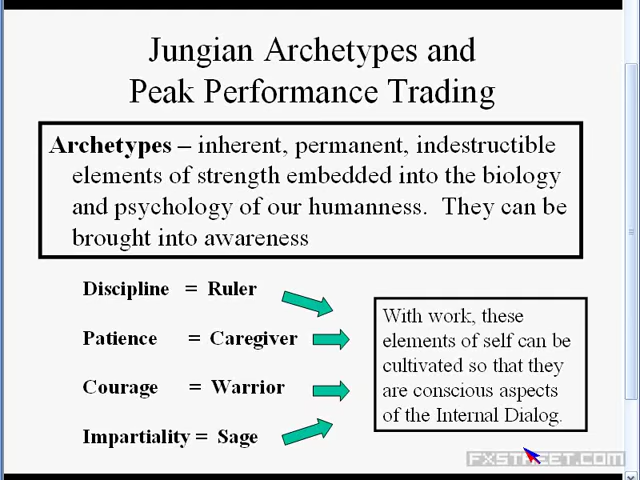 Jungian Archetypes and
Peak Performance Trading
Archetypes – inherent, permanent, indestructible
elements of strength embedded into the biology
and psychology of our humanness. They can be
brought into awareness
Discipline = Ruler
Patience = Caregiver
Courage = Warrior
Impartiality = Sage
With work, these
elements of self can be
cultivated so that they
are conscious aspects
of the Internal Dialog.
FXSTREET.COM